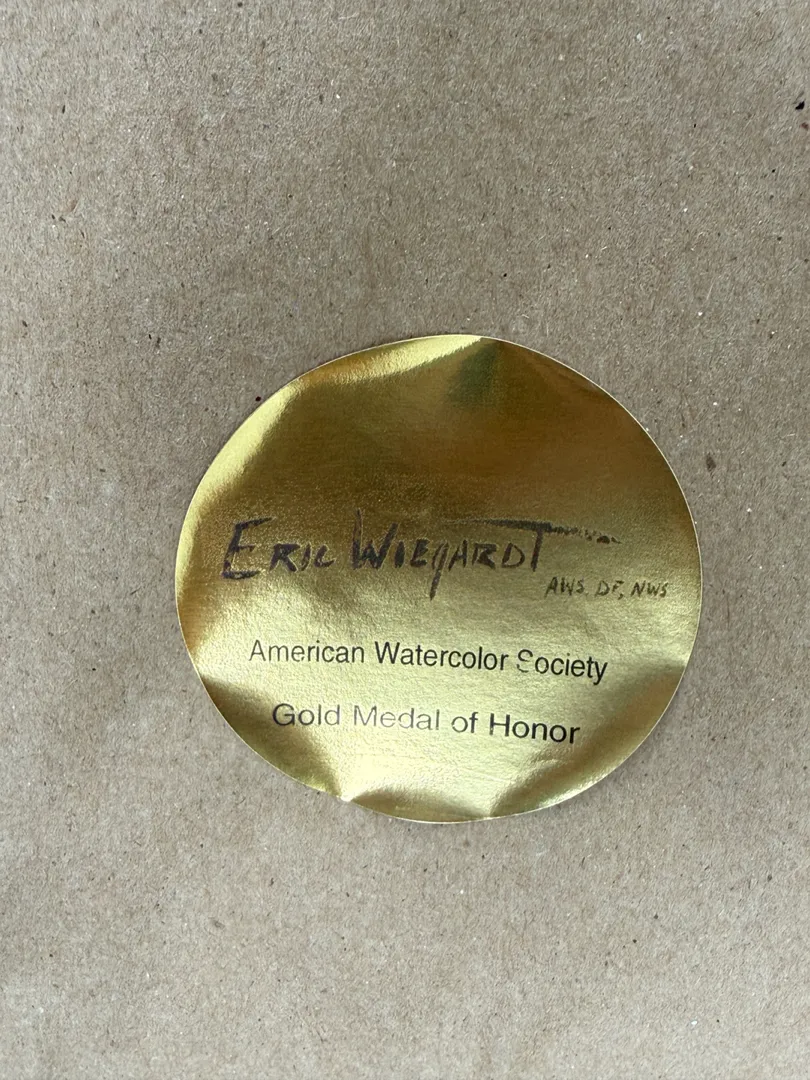 ERIC WIEGARDT
AWS. DF, NWS
American Watercolor Society
Gold Medal of Honor